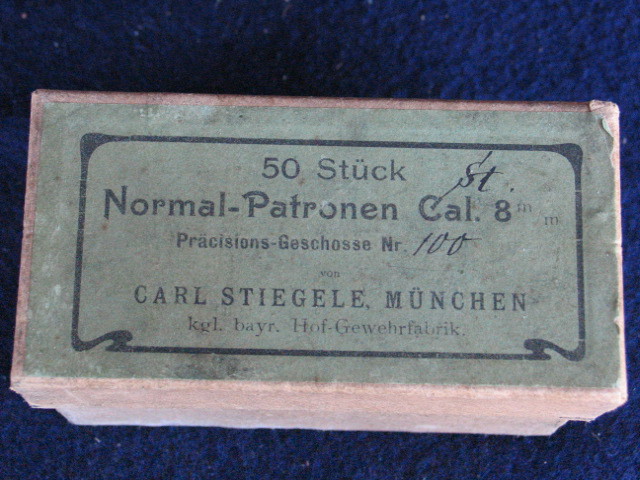 50 Stück
St.
Normal-Patronen Cal. 8 mm
Präcisions-Geschosse Nr. 100
von
CARL STIEGELE, MÜNCHEN
kgl. bayr. Hof-Gewehrfabrik.